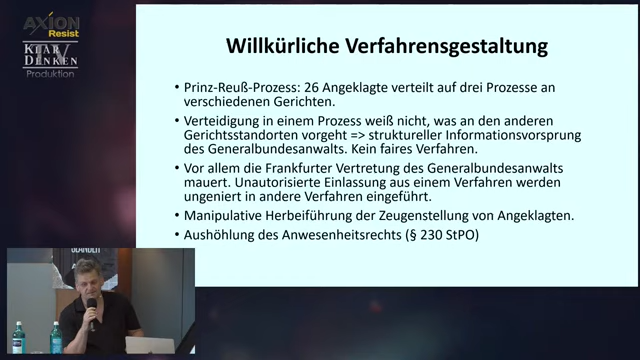 AXION
Resist
KLAR
DENKEN
TV
Produktion
Willkürliche Verfahrensgestaltung
• Prinz-Reuß-Prozess: 26 Angeklagte verteilt auf drei Prozesse an
verschiedenen Gerichten.
• Verteidigung in einem Prozess weiß nicht, was an den anderen
Gerichtsstandorten vorgeht => struktureller Informationsvorsprung
des Generalbundesanwalts. Kein faires Verfahren.
• Vor allem die Frankfurter Vertretung des Generalbundesanwalts
mauert. Unautorisierte Einlassung aus einem Verfahren werden
ungeniert in andere Verfahren eingeführt.
• Manipulative Herbeiführung der Zeugenstellung von Angeklagten.
• Aushöhlung des Anwesenheitsrechts (§ 230 StPO)